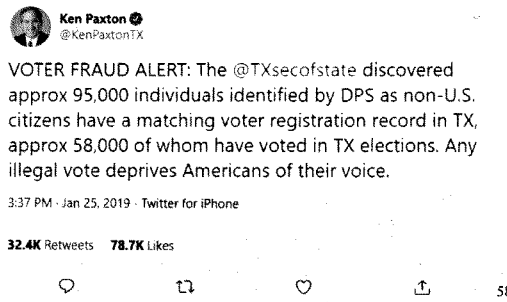 Ken Paxton
@KenPaxtonTX
VOTER FRAUD ALERT: The @TXsecofstate discovered
approx 95,000 individuals identified by DPS as non-U.S.
citizens have a matching voter registration record in TX,
approx 58,000 of whom have voted in TX elections. Any
illegal vote deprives Americans of their voice.
3:37 PM · Jan 25, 2019 · Twitter for iPhone
32.4K Retweets 78.7K Likes
58